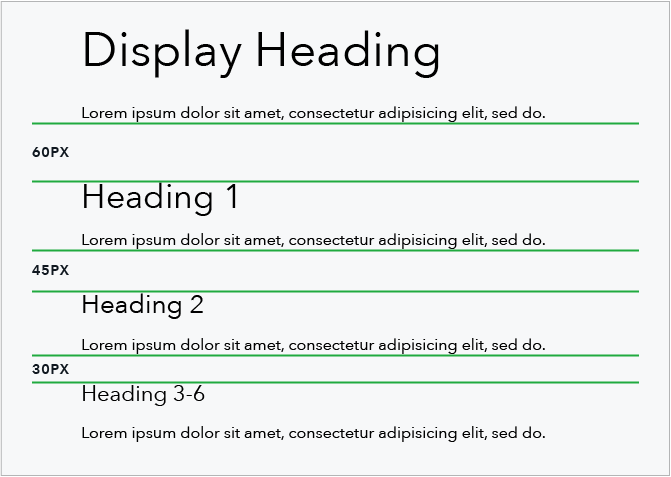 Display Heading
Lorem ipsum dolor sit amet, consectetur adipisicing elit, sed do.
60PX
Heading 1
Lorem ipsum dolor sit amet, consectetur adipisicing elit, sed do.
45PX
Heading 2
Lorem ipsum dolor sit amet, consectetur adipisicing elit, sed do.
30PX
Heading 3-6
Lorem ipsum dolor sit amet, consectetur adipisicing elit, sed do.